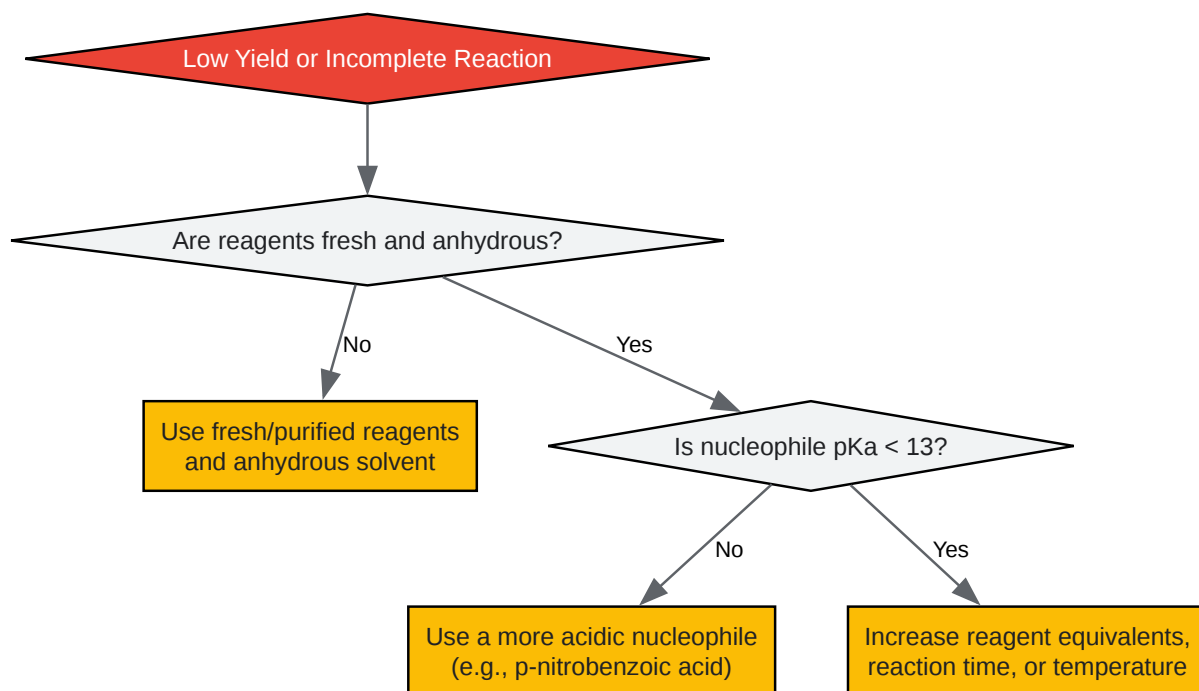 Low Yield or Incomplete Reaction
Are reagents fresh and anhydrous?
No
Yes
Use fresh/purified reagents
and anhydrous solvent
Is nucleophile pKa < 13?
No
Yes
Use a more acidic nucleophile
(e.g., p-nitrobenzoic acid)
Increase reagent equivalents,
reaction time, or temperature